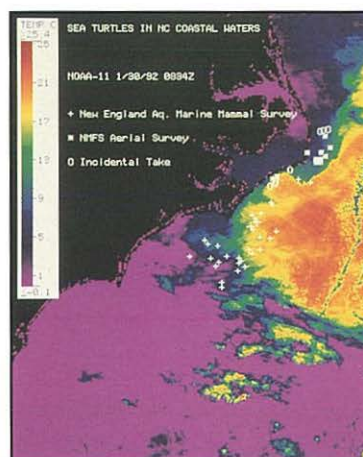 TEMP C
25.4
25
SEA TURTLES IN NC COASTAL WATERS
21
NOAA-11 1/30/92 0834Z
17
+ New England Aq. Marine Mammal Survey
NMFS Aerial Survey
13
O Incidental Take
9
5
1
-0.1